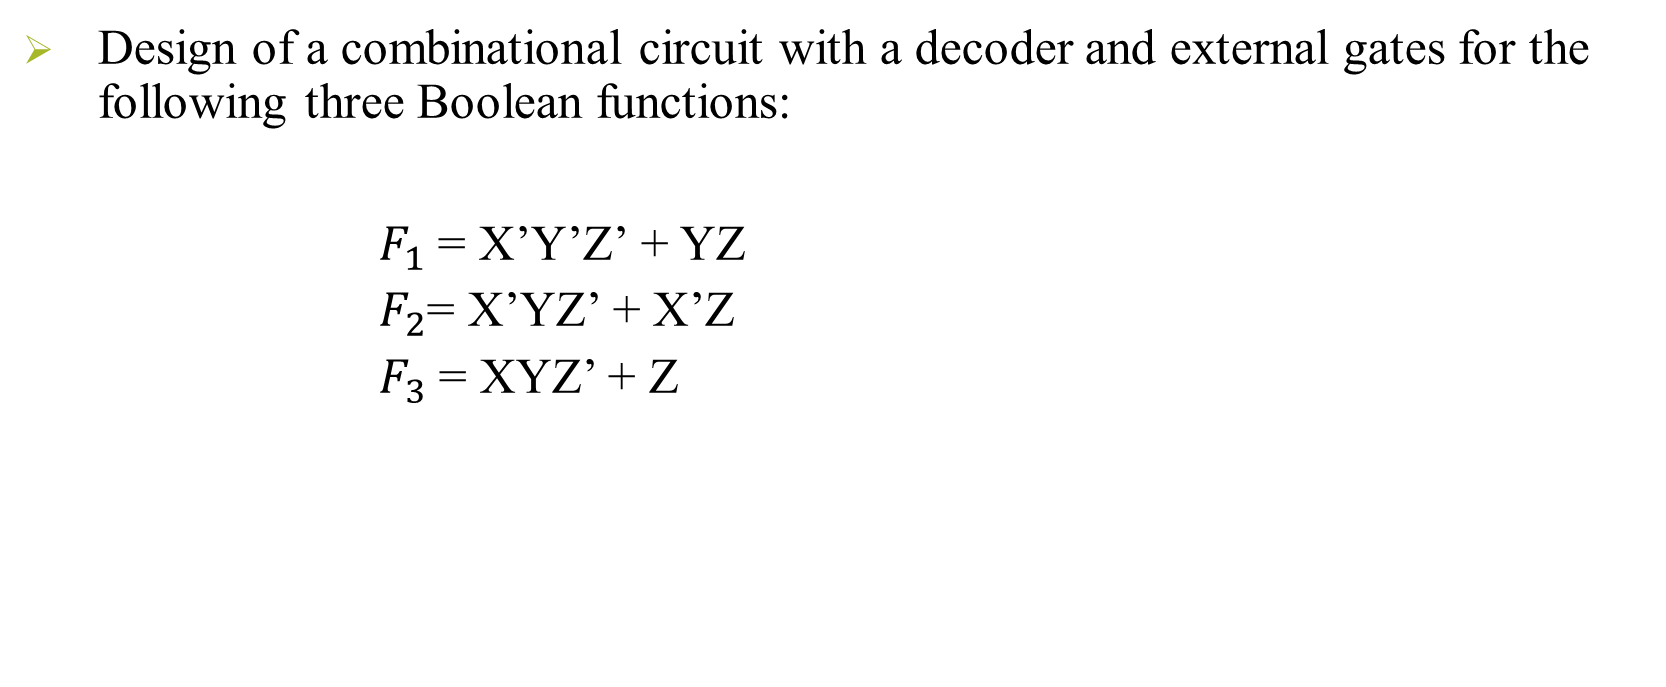 Design of a combinational circuit with a decoder and external gates for the
following three Boolean functions:
F₁ = X’Y’Z’ + YZ
F₂= X’YZ’ + X’Z
F₃ = XYZ’ + Z